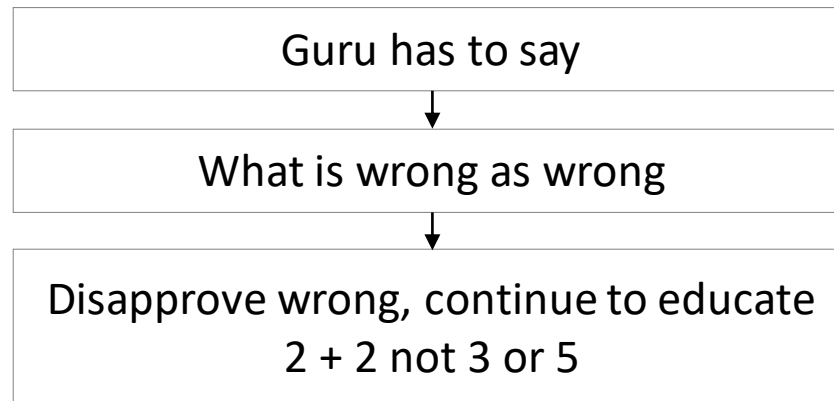 Guru has to say
What is wrong as wrong
Disapprove wrong, continue to educate
2 + 2 not 3 or 5